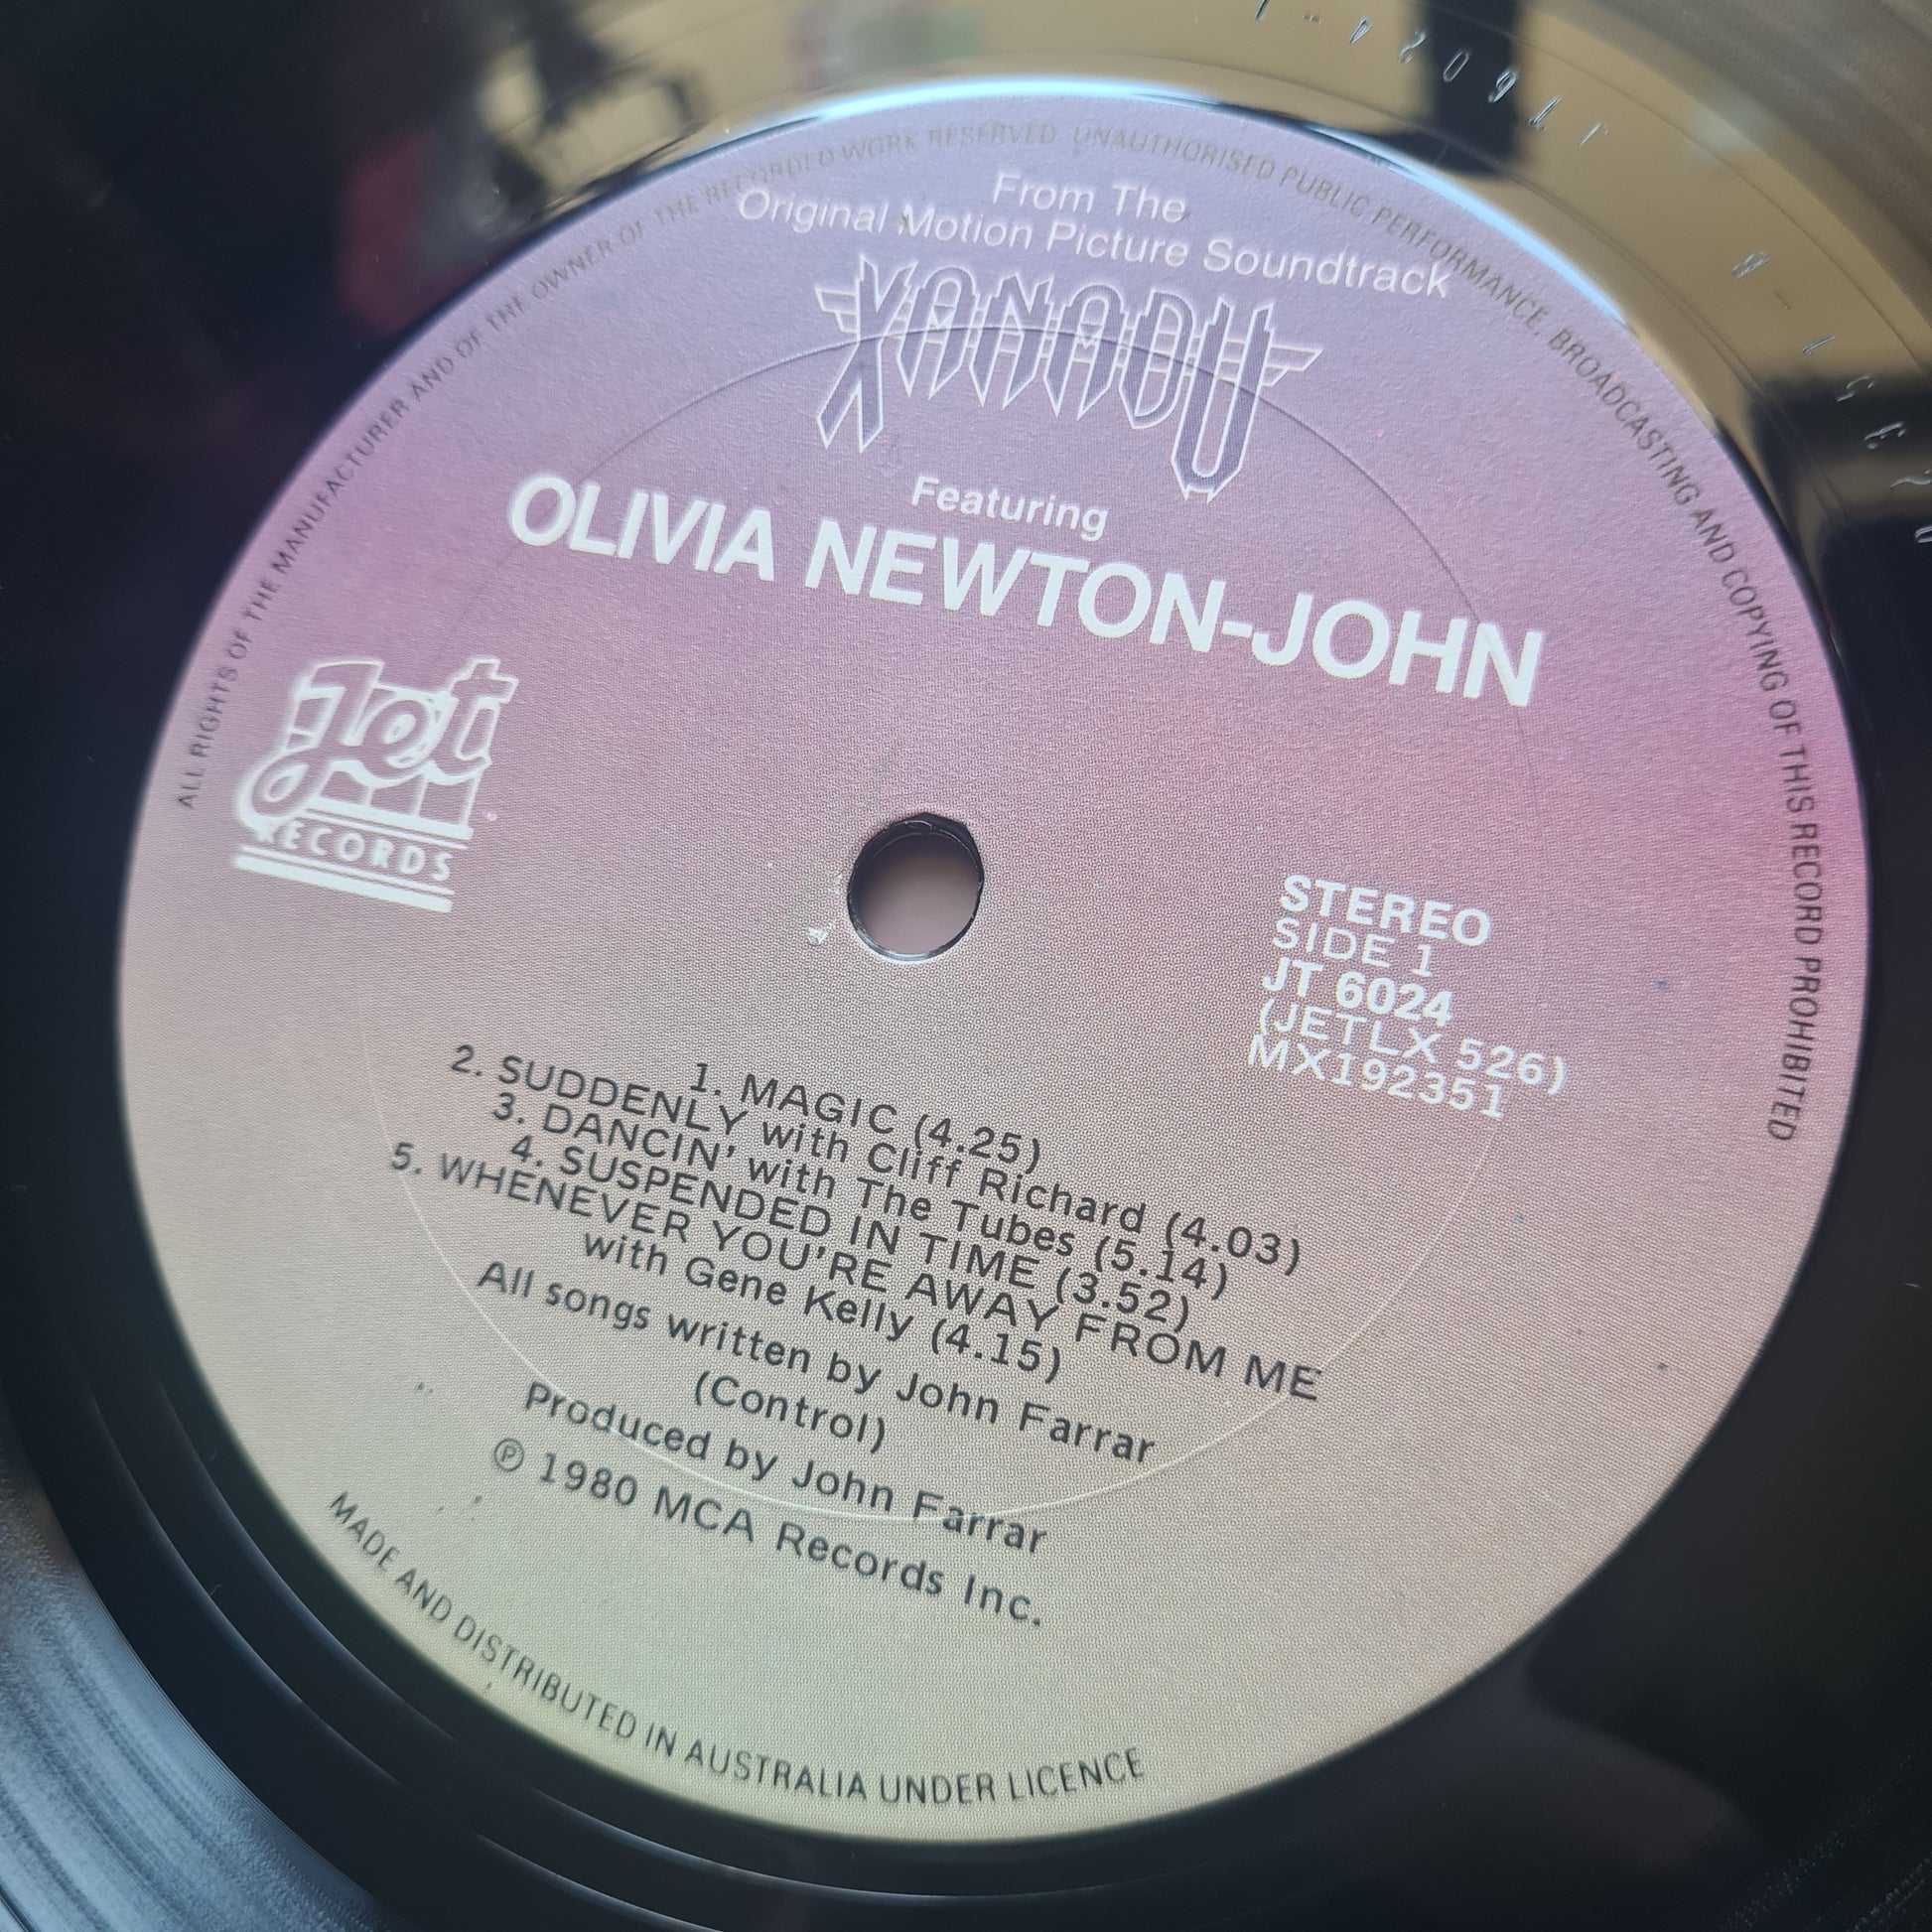 ALL RIGHTS OF THE MANUFACTURER AND OF THE OWNER OF THE RECORDED WORK RESERVED UNAUTHORISED PUBLIC PERFORMANCE, BROADCASTING AND COPYING OF THIS RECORD PROHIBITED
From The
Original Motion Picture Soundtrack
XANADU
Featuring
OLIVIA NEWTON-JOHN
Jet
RECORDS
STEREO
SIDE 1
JT 6024
(JETLX 526)
MX192351
1. MAGIC (4.25)
2. SUDDENLY with Cliff Richard (4.03)
3. DANCIN' with The Tubes (5.14)
4. SUSPENDED IN TIME (3.52)
5. WHENEVER YOU'RE AWAY FROM ME
with Gene Kelly (4.15)
All songs written by John Farrar
(Control)
Produced by John Farrar
℗ 1980 MCA Records Inc.
MADE AND DISTRIBUTED IN AUSTRALIA UNDER LICENCE